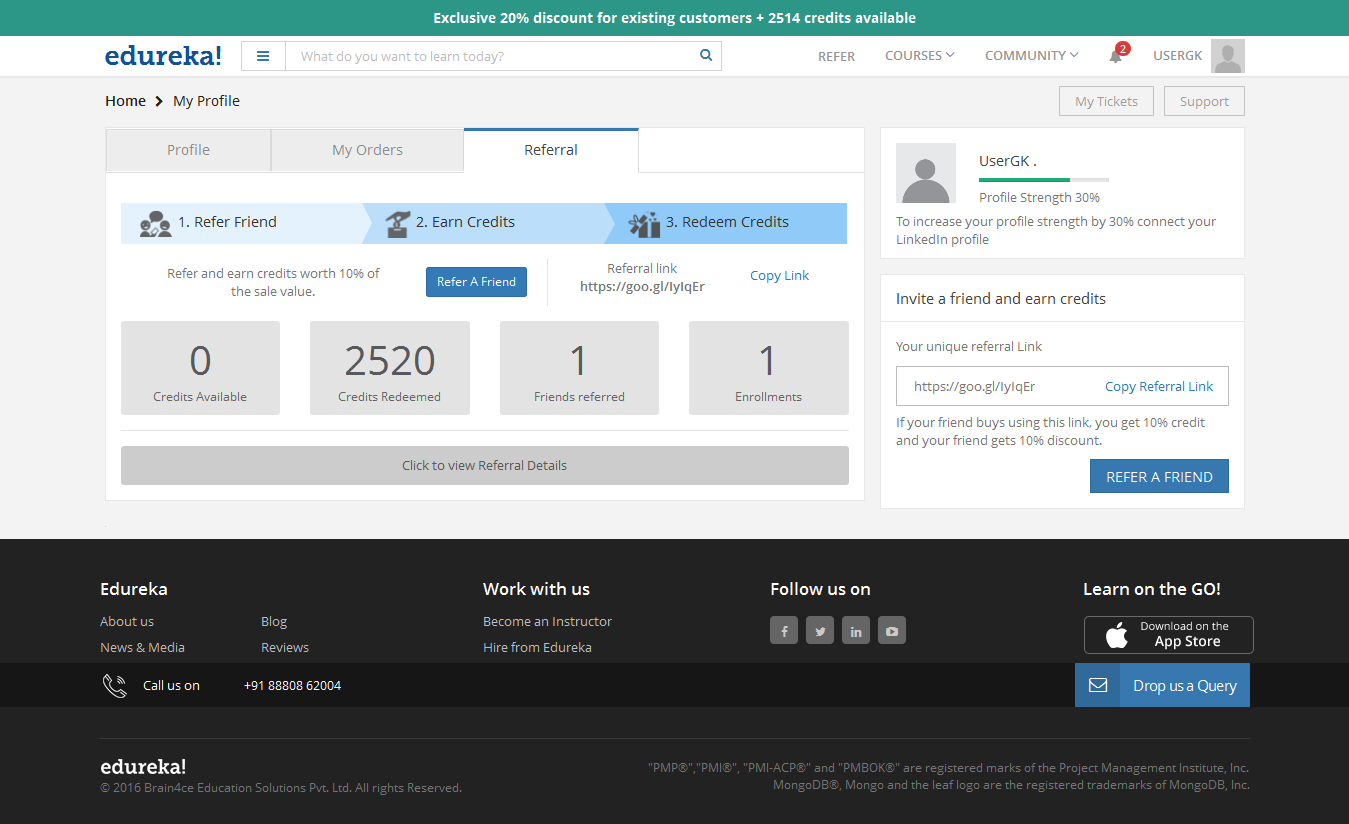 Exclusive 20% discount for existing customers + 2514 credits available
edureka!
What do you want to learn today?
REFER
COURSES
COMMUNITY
2
USERGK
Home
My Profile
My Tickets
Support
Profile
My Orders
Referral
1. Refer Friend
2. Earn Credits
3. Redeem Credits
Refer and earn credits worth 10% of
the sale value.
Refer A Friend
Referral link
https://goo.gl/IyIqEr
Copy Link
0
Credits Available
2520
Credits Redeemed
1
Friends referred
1
Enrollments
Click to view Referral Details
UserGK .
Profile Strength 30%
To increase your profile strength by 30% connect your
LinkedIn profile
Invite a friend and earn credits
Your unique referral Link
https://goo.gl/IyIqEr
Copy Referral Link
If your friend buys using this link, you get 10% credit
and your friend gets 10% discount.
REFER A FRIEND
Edureka
About us
Blog
News & Media
Reviews
Work with us
Become an Instructor
Hire from Edureka
Follow us on
Learn on the GO!
Download on the
App Store
Call us on
+91 88808 62004
Drop us a Query
edureka!
© 2016 Brain4ce Education Solutions Pvt. Ltd. All rights Reserved.
"PMP®","PMI®", "PMI-ACP®" and "PMBOK®" are registered marks of the Project Management Institute, Inc.
MongoDB®, Mongo and the leaf logo are the registered trademarks of MongoDB, Inc.